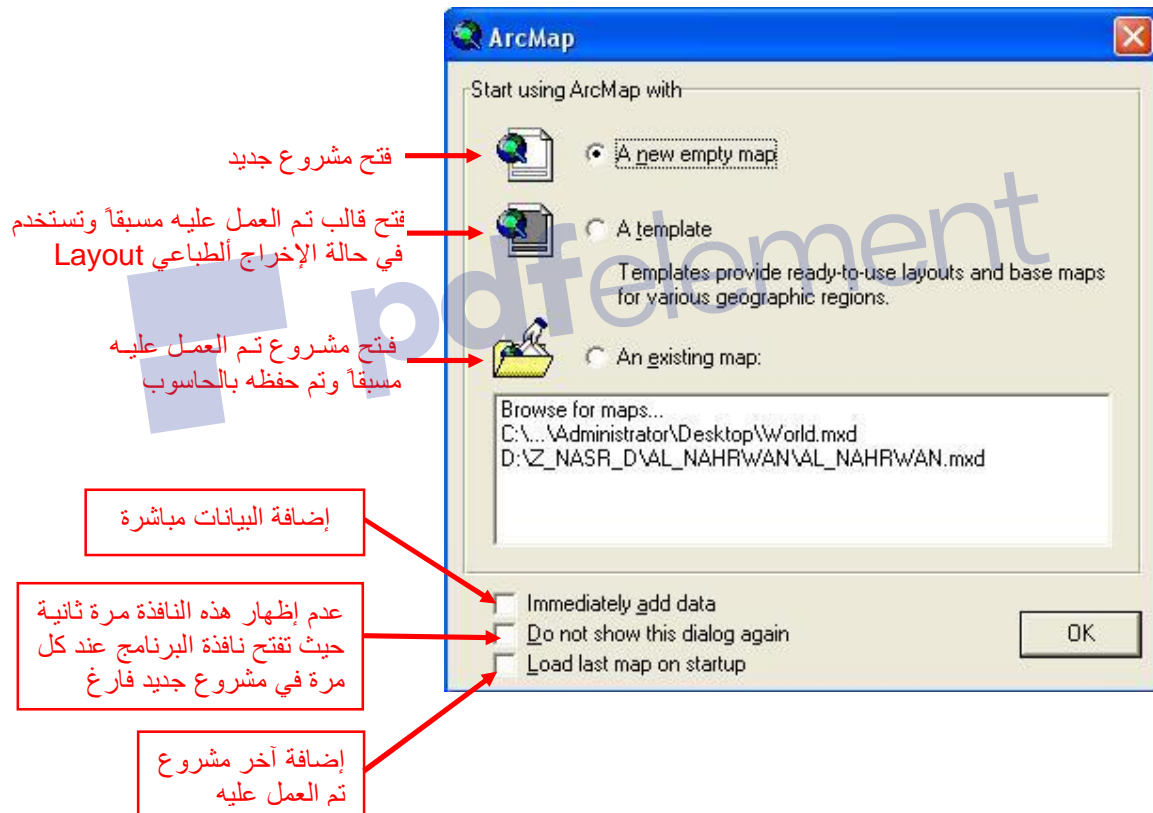 ArcMap
Start using ArcMap with
فتح مشروع جديد
A new empty map
فتح قالب تم العمل عليه مسبقاً وتستخدم
في حالة الإخراج ألطباعي Layout
A template
Templates provide ready-to-use layouts and base maps
for various geographic regions.
pdfelement
فتح مشروع تم العمل عليه
مسبقاً وتم حفظه بالحاسوب
An existing map:
Browse for maps...
C:\...\Administrator\Desktop\World.mxd
D:\Z_NASR_D\AL_NAHRWAN\AL_NAHRWAN.mxd
إضافة البيانات مباشرة
Immediately add data
عدم إظهار هذه النافذة مرة ثانية
حيث تفتح نافذة البرنامج عند كل
مرة في مشروع جديد فارغ
Do not show this dialog again
OK
Load last map on startup
إضافة آخر مشروع
تم العمل عليه